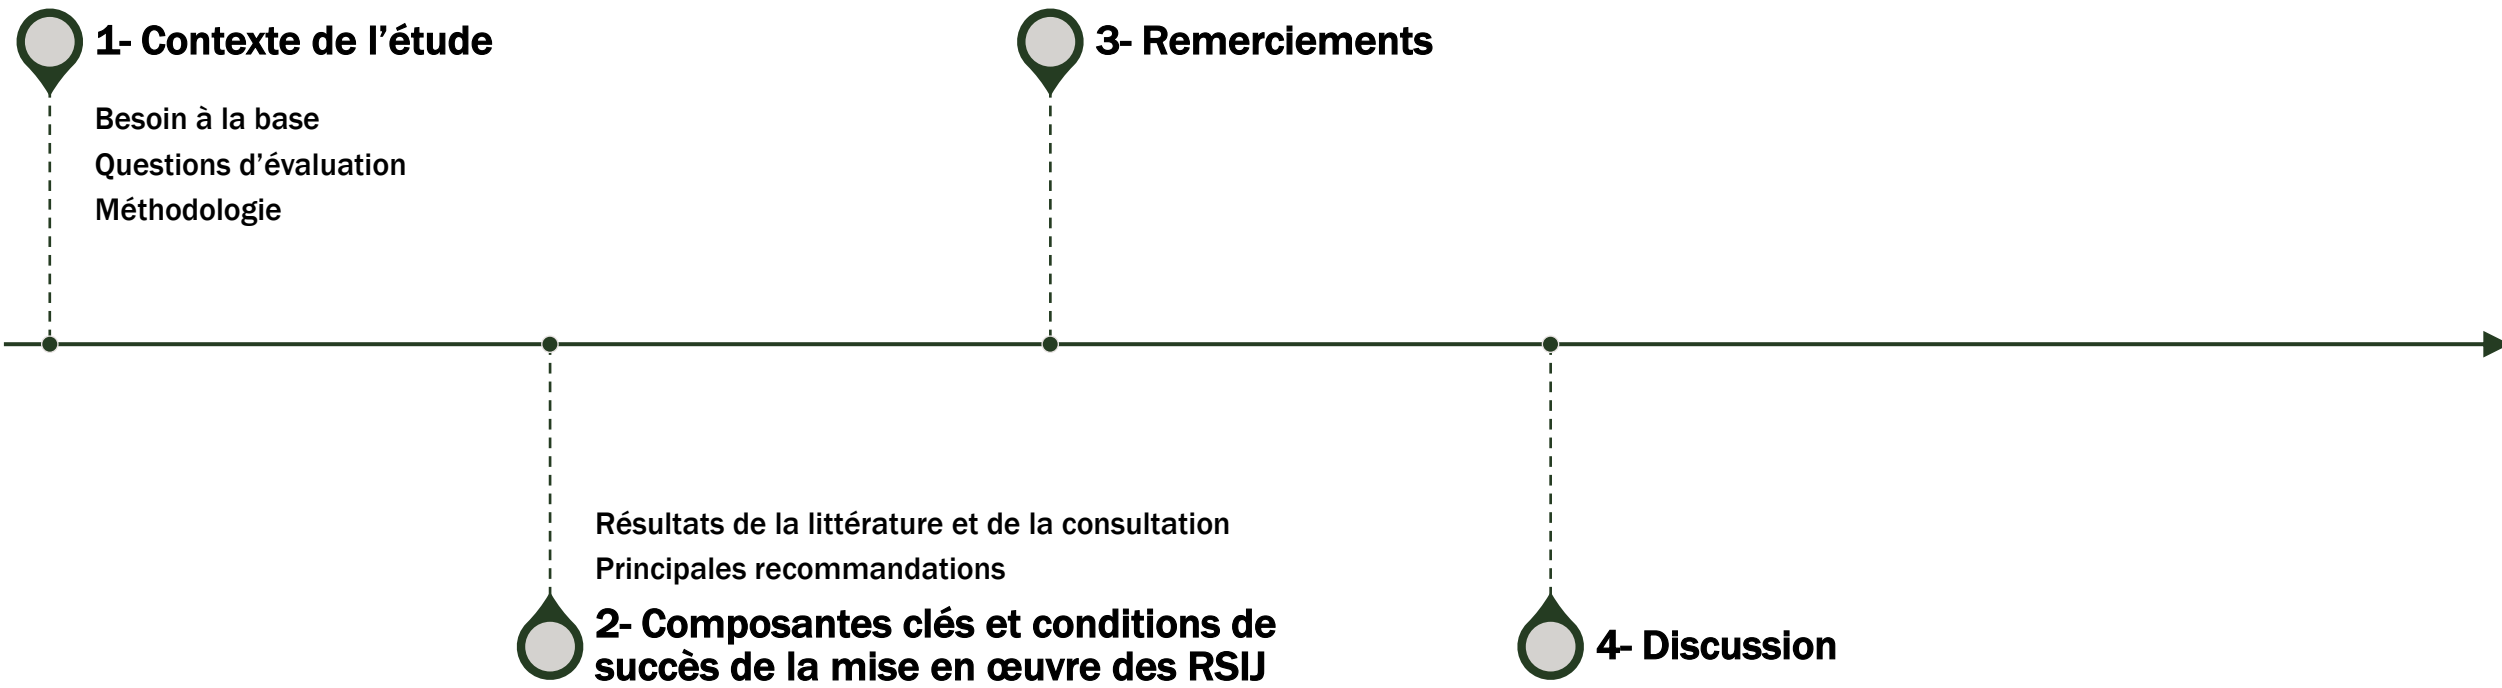 1- Contexte de l’étude
Besoin à la base
Questions d’évaluation
Méthodologie
Résultats de la littérature et de la consultation
Principales recommandations
2- Composantes clés et conditions de
succès de la mise en œuvre des RSIJ
3- Remerciements
4- Discussion